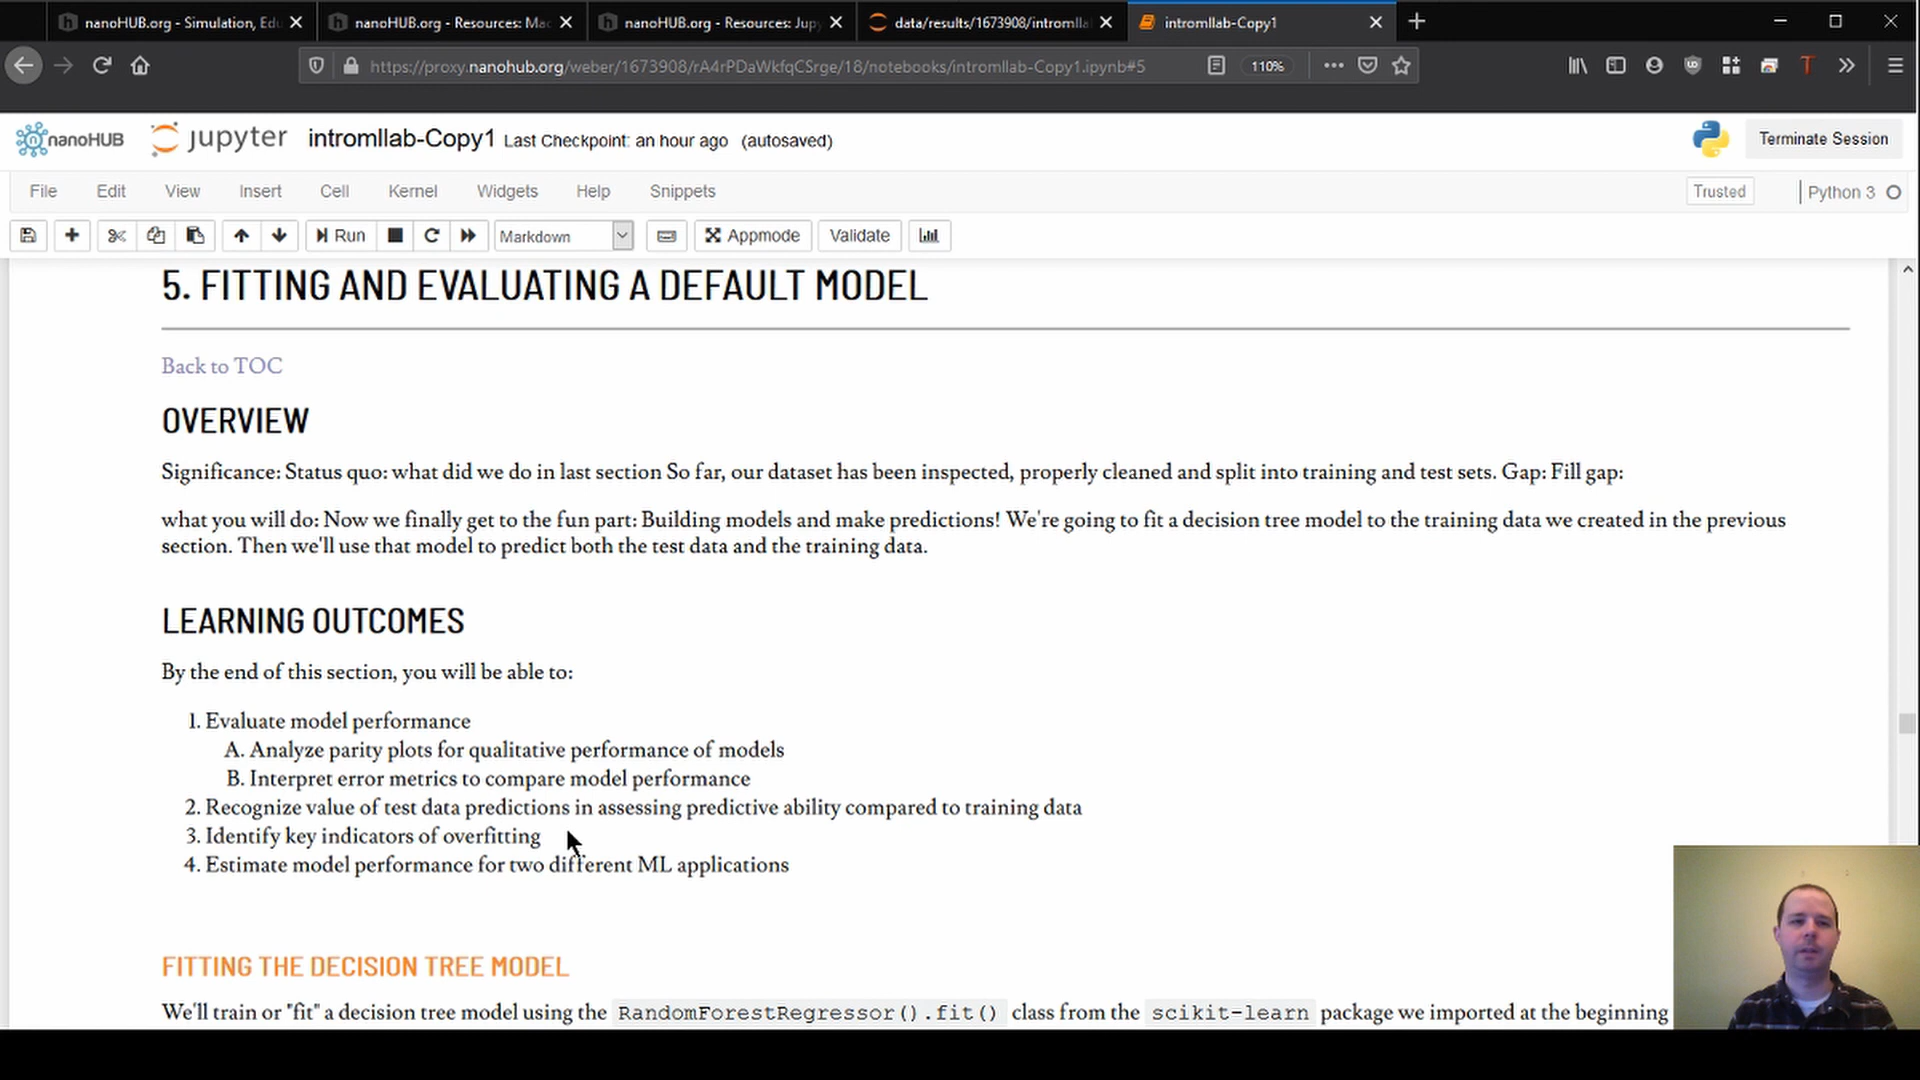 nanoHUB.org - Simulation, Edu
nanoHUB.org - Resources: Mac
nanoHUB.org - Resources: Jup
data/results/1673908/intromllab
intromllab-Copy1
https://proxy.nanohub.org/weber/1673908/rA4rPDaWkfqCSrge/18/notebooks/intromllab-Copy1.ipynb#5
110%
nanoHUB jupyter intromllab-Copy1 Last Checkpoint: an hour ago (autosaved)
Terminate Session
File Edit View Insert Cell Kernel Widgets Help Snippets
Trusted Python 3
Run Markdown Appmode Validate
5. FITTING AND EVALUATING A DEFAULT MODEL
Back to TOC
OVERVIEW
Significance: Status quo: what did we do in last section So far, our dataset has been inspected, properly cleaned and split into training and test sets. Gap: Fill gap:
what you will do: Now we finally get to the fun part: Building models and make predictions! We're going to fit a decision tree model to the training data we created in the previous
section. Then we'll use that model to predict both the test data and the training data.
LEARNING OUTCOMES
By the end of this section, you will be able to:
1. Evaluate model performance
A. Analyze parity plots for qualitative performance of models
B. Interpret error metrics to compare model performance
2. Recognize value of test data predictions in assessing predictive ability compared to training data
3. Identify key indicators of overfitting
4. Estimate model performance for two different ML applications
FITTING THE DECISION TREE MODEL
We'll train or "fit" a decision tree model using the RandomForestRegressor().fit() class from the scikit-learn package we imported at the beginning